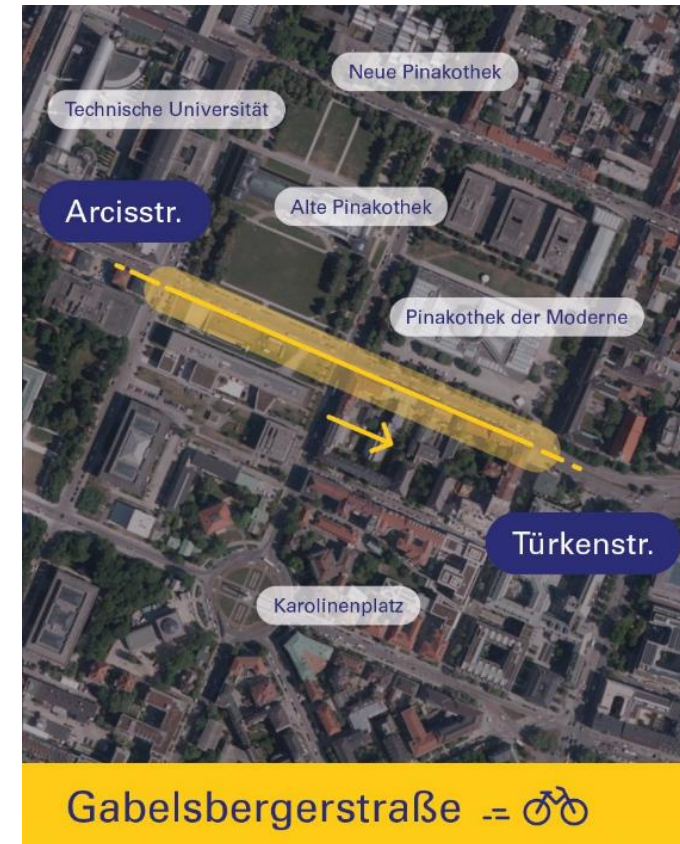 Neue Pinakothek
Technische Universität
Arcisstr.
Alte Pinakothek
Pinakothek der Moderne
Türkenstr.
Karolinenplatz
Gabelsbergerstraße